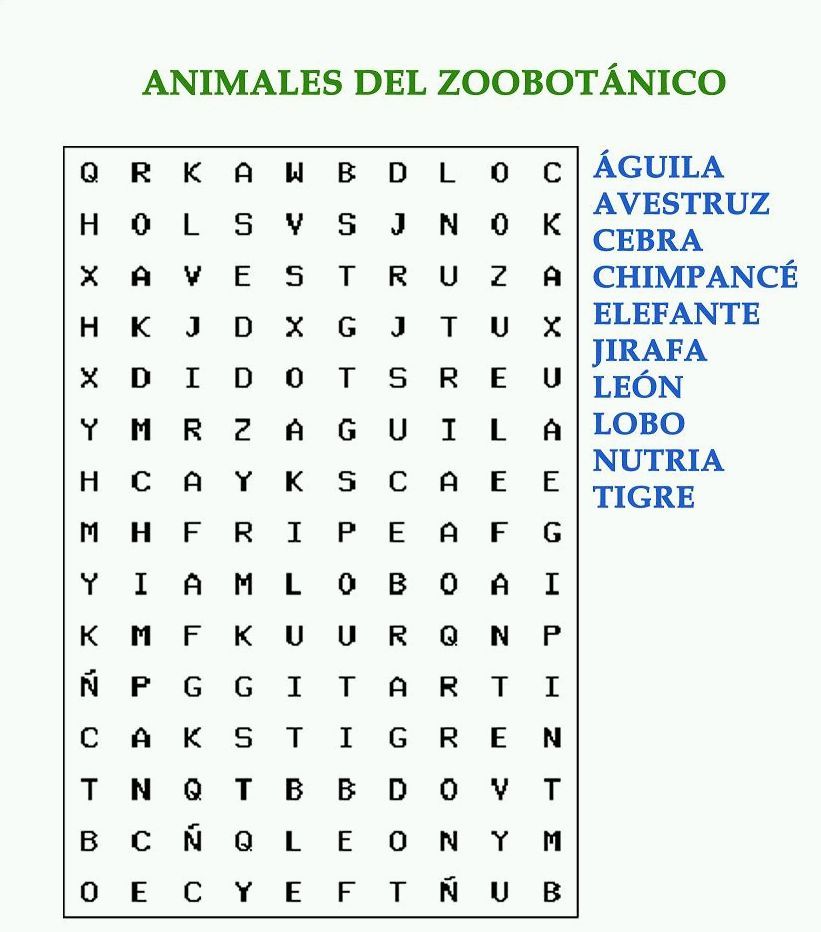 ANIMALES DEL ZOOBOTÁNICO
Q R K A W B D L O C
H O L S V S J N O K
X A V E S T R U Z A
H K J D X G J T U X
X D I D O T S R E U
Y M R Z A G U I L A
H C A Y K S C A E E
M H F R I P E A F G
Y I A M L O B O A I
K M F K U U R Q N P
Ñ P G G I T A R T I
C A K S T I G R E N
T N Q T B B D O V T
B C Ñ Q L E O N Y M
O E C Y E F T Ñ U B
ÁGUILA
AVESTRUZ
CEBRA
CHIMPANCÉ
ELEFANTE
JIRAFA
LEÓN
LOBO
NUTRIA
TIGRE